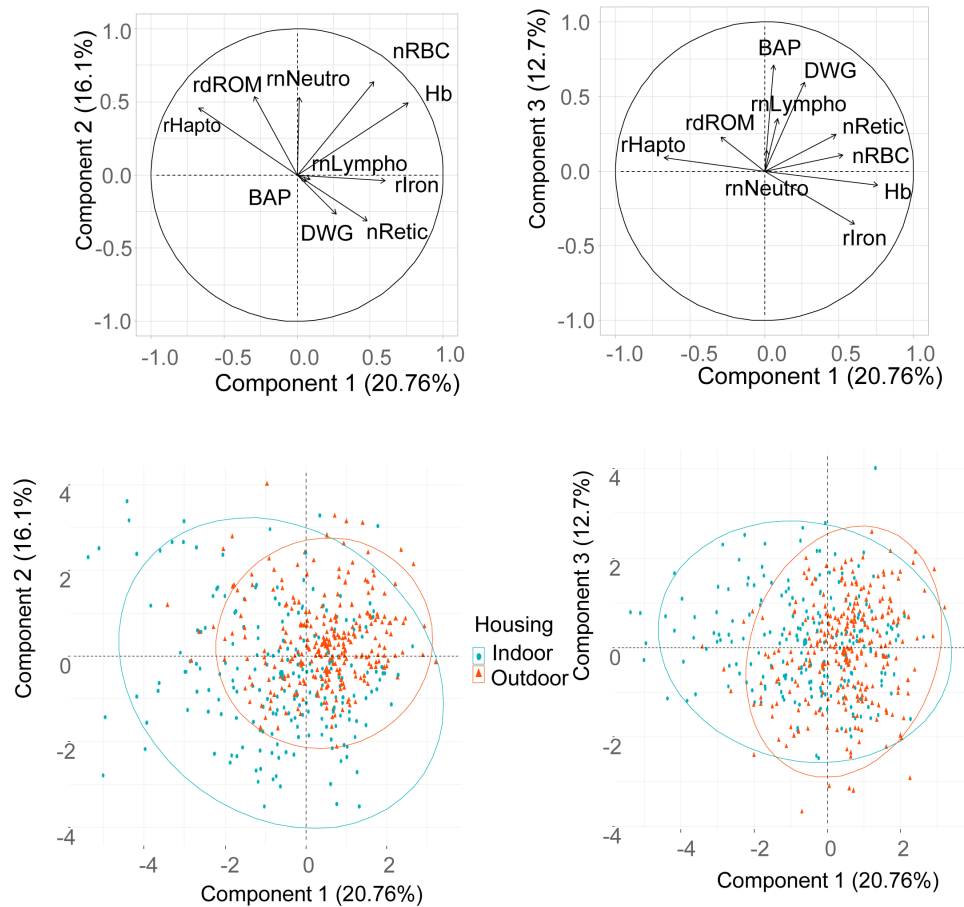 1.0
0.5
0.0
-0.5
-1.0
Component 2 (16.1%)
nRBC
rnNeutro
rdROM
Hb
rHapto
rnLympho
rIron
BAP
DWG
nRetic
-1.0 -0.5 0.0 0.5 1.0
Component 1 (20.76%)
1.0
0.5
0.0
-0.5
-1.0
Component 3 (12.7%)
BAP
DWG
rnLympho
rdROM
nRetic
rHapto
nRBC
rnNeutro
Hb
rIron
-1.0 -0.5 0.0 0.5 1.0
Component 1 (20.76%)
4
2
0
-2
-4
Component 2 (16.1%)
-4 -2 0 2
Component 1 (20.76%)
Housing
Indoor
Outdoor
4
2
0
-2
-4
Component 3 (12.7%)
-4 -2 0 2
Component 1 (20.76%)